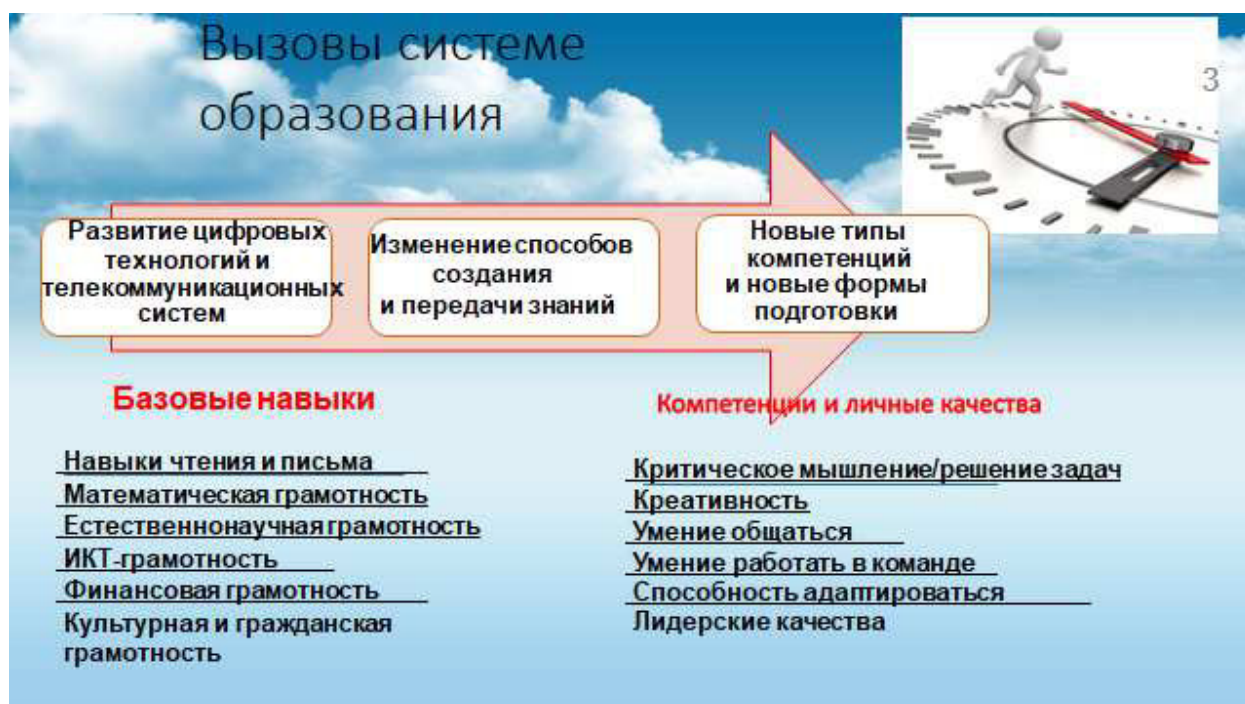 Вызовы системе
образования
3
Развитие цифровых
технологий и
телекоммуникационных
систем
Изменение способов
создания
и передачи знаний
Новые типы
компетенций
и новые формы
подготовки
Базовые навыки
Навыки чтения и письма
Математическая грамотность
Естественнонаучная грамотность
ИКТ-грамотность
Финансовая грамотность
Культурная и гражданская
грамотность
Компетенции и личные качества
Критическое мышление/решение задач
Креативность
Умение общаться
Умение работать в команде
Способность адаптироваться
Лидерские качества